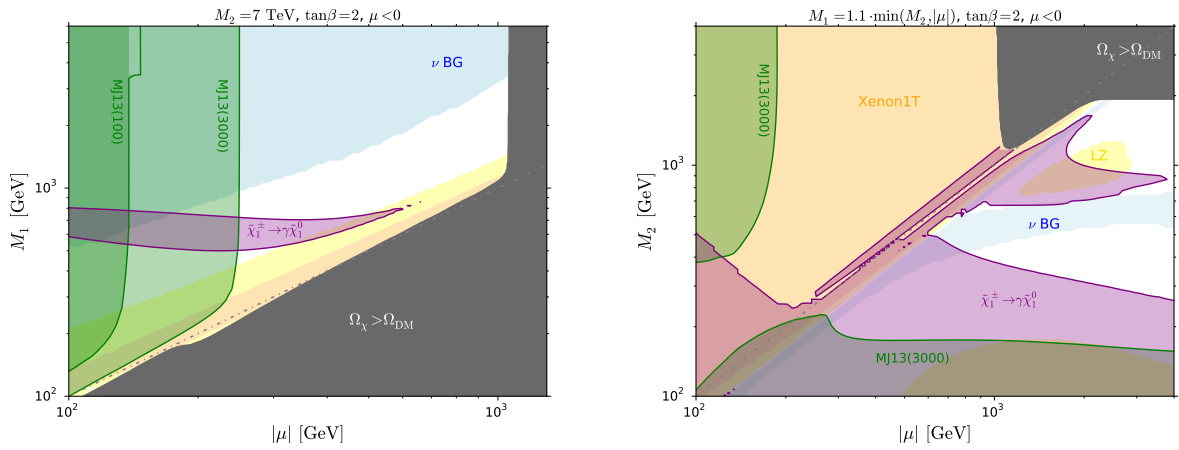 M₂ = 7 TeV, tanβ=2, μ<0
ν BG
MJ13(100)
MJ13(3000)
χ̃₁^± → γχ̃₁⁰
Ω_χ > Ω_DM
10³
10²
M₁ [GeV]
10²
10³
|μ| [GeV]
M₁ = 1.1·min(M₂,|μ|), tanβ=2, μ<0
Ω_χ > Ω_DM
MJ13(3000)
Xenon1T
LZ
ν BG
χ̃₁^± → γχ̃₁⁰
MJ13(3000)
10³
10²
M₂ [GeV]
10²
10³
|μ| [GeV]